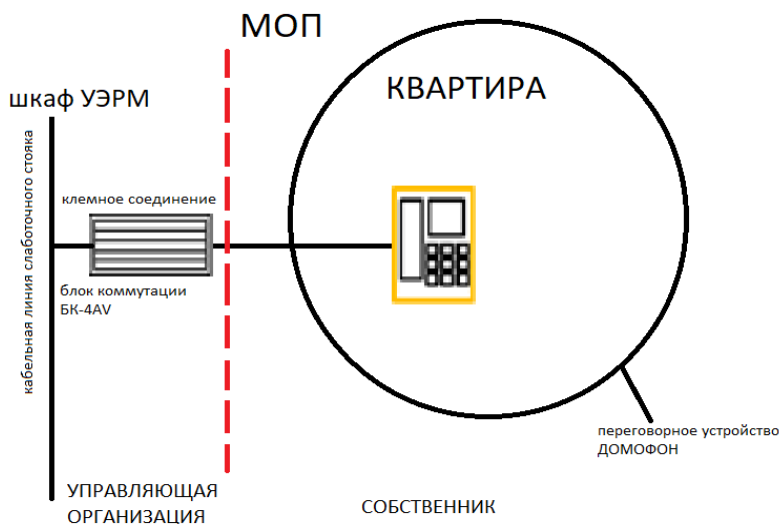 МОП
шкаф УЭРМ
КВАРТИРА
кабельная линия слаботочного стояка
клемное соединение
блок коммутации
БК-4AV
переговорное устройство
ДОМОФОН
УПРАВЛЯЮЩАЯ
ОРГАНИЗАЦИЯ
СОБСТВЕННИК